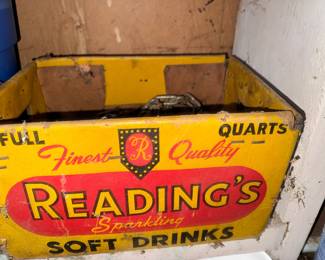 FULL QUARTS
Finest R Quality
READING'S
Sparkling
SOFT DRINKS